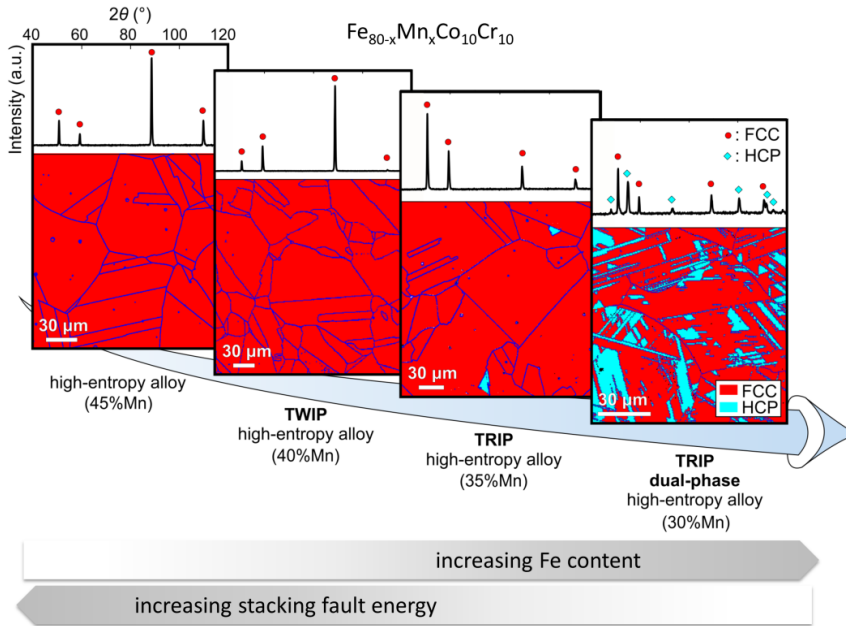 2θ (°)
40 60 80 100 120
Fe80-xMnxCo10Cr10
Intensity (a.u.)
: FCC
: HCP
30 μm
30 μm
30 μm
30 μm
FCC
HCP
high-entropy alloy
(45%Mn)
TWIP
high-entropy alloy
(40%Mn)
TRIP
high-entropy alloy
(35%Mn)
TRIP
dual-phase
high-entropy alloy
(30%Mn)
increasing Fe content
increasing stacking fault energy